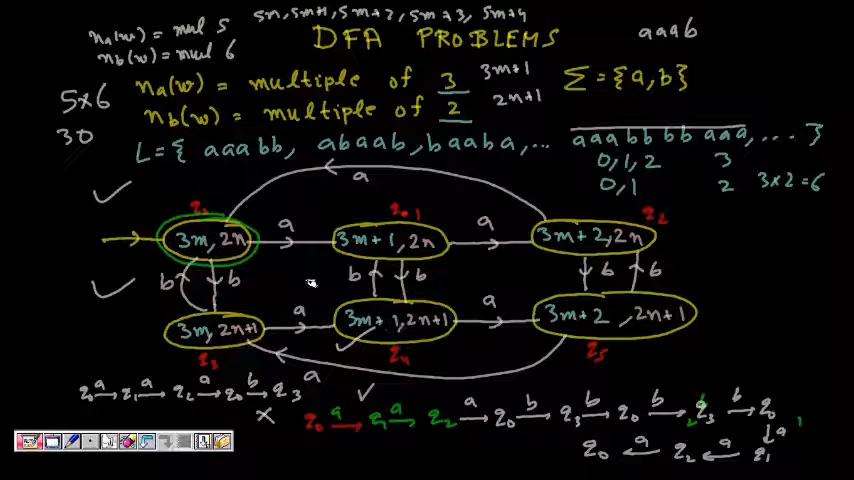 5n, 5m+1, 5m+2, 5m+3, 5m+4
na(w) = mul 5
nb(w) = mul 6
DFA PROBLEMS
aaab
na(w) = multiple of 3
3m+1
Σ = {a,b}
5x6
nb(w) = multiple of 2
2n+1
30
L = { aaabb, abaab, baaba, ... aaabbbbaaa, ... }
0,1,2 3
0,1 2 3x2=6
a
q1
q2
3m, 2n a 3m+1, 2n a 3m+2, 2n
b b b b b b
3m, 2n+1 a 3m+1, 2n+1 a 3m+2, 2n+1
q3 q4 q5
a
q0 a→ q1 a→ q2 a→ q0 b→ q3
x
q0 a→ q1 a→ q2 a→ q0 b→ q3 b→ q0 b→ q3 b→ q0
↓a
q0 ←a q2 ←a q1